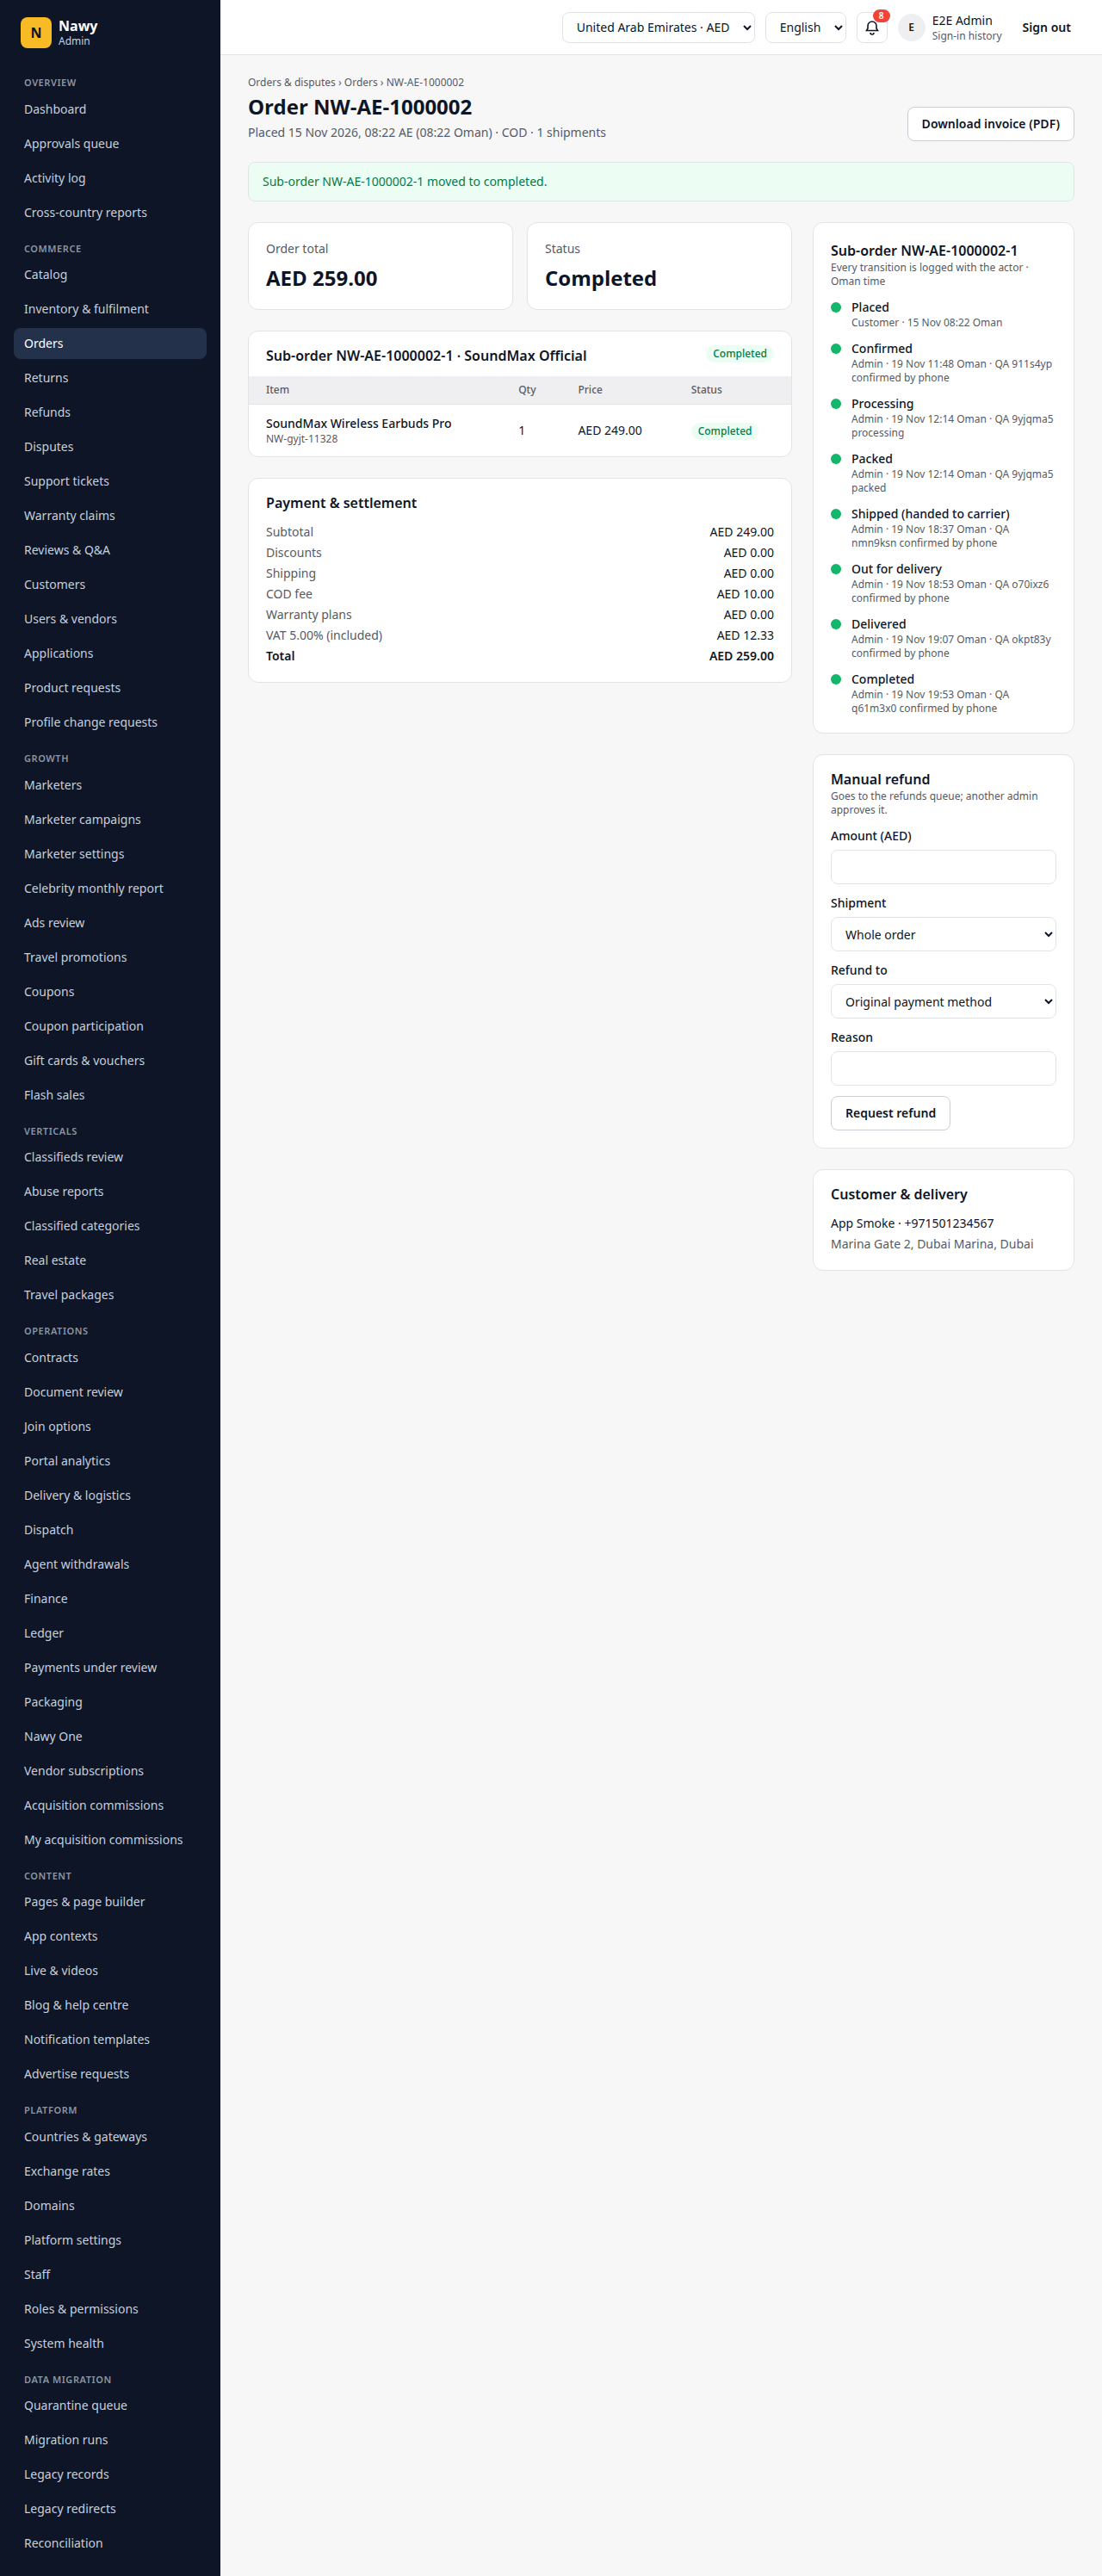 N
Nawy
Admin
OVERVIEW
Dashboard
Approvals queue
Activity log
Cross-country reports
COMMERCE
Catalog
Inventory & fulfilment
Orders
Returns
Refunds
Disputes
Support tickets
Warranty claims
Reviews & Q&A
Customers
Users & vendors
Applications
Product requests
Profile change requests
GROWTH
Marketers
Marketer campaigns
Marketer settings
Celebrity monthly report
Ads review
Travel promotions
Coupons
Coupon participation
Gift cards & vouchers
Flash sales
VERTICALS
Classifieds review
Abuse reports
Classified categories
Real estate
Travel packages
OPERATIONS
Contracts
Document review
Join options
Portal analytics
Delivery & logistics
Dispatch
Agent withdrawals
Finance
Ledger
Payments under review
Packaging
Nawy One
Vendor subscriptions
Acquisition commissions
My acquisition commissions
CONTENT
Pages & page builder
App contexts
Live & videos
Blog & help centre
Notification templates
Advertise requests
PLATFORM
Countries & gateways
Exchange rates
Domains
Platform settings
Staff
Roles & permissions
System health
DATA MIGRATION
Quarantine queue
Migration runs
Legacy records
Legacy redirects
Reconciliation
United Arab Emirates · AED
English
8
E
E2E Admin
Sign-in history
Sign out
Orders & disputes › Orders › NW-AE-1000002
Order NW-AE-1000002
Placed 15 Nov 2026, 08:22 AE (08:22 Oman) · COD · 1 shipments
Download invoice (PDF)
Sub-order NW-AE-1000002-1 moved to completed.
Order total
AED 259.00
Status
Completed
Sub-order NW-AE-1000002-1 · SoundMax Official
Completed
Item Qty Price Status
SoundMax Wireless Earbuds Pro
NW-gyjt-11328
1
AED 249.00
Completed
Payment & settlement
Subtotal AED 249.00
Discounts AED 0.00
Shipping AED 0.00
COD fee AED 10.00
Warranty plans AED 0.00
VAT 5.00% (included) AED 12.33
Total AED 259.00
Sub-order NW-AE-1000002-1
Every transition is logged with the actor ·
Oman time
Placed
Customer · 15 Nov 08:22 Oman
Confirmed
Admin · 19 Nov 11:48 Oman · QA 911s4yp
confirmed by phone
Processing
Admin · 19 Nov 12:14 Oman · QA 9yjqma5
processing
Packed
Admin · 19 Nov 12:14 Oman · QA 9yjqma5
packed
Shipped (handed to carrier)
Admin · 19 Nov 18:37 Oman · QA
nmn9ksn confirmed by phone
Out for delivery
Admin · 19 Nov 18:53 Oman · QA o70ixz6
confirmed by phone
Delivered
Admin · 19 Nov 19:07 Oman · QA okpt83y
confirmed by phone
Completed
Admin · 19 Nov 19:53 Oman · QA
q61m3x0 confirmed by phone
Manual refund
Goes to the refunds queue; another admin
approves it.
Amount (AED)
Shipment
Whole order
Refund to
Original payment method
Reason
Request refund
Customer & delivery
App Smoke · +971501234567
Marina Gate 2, Dubai Marina, Dubai